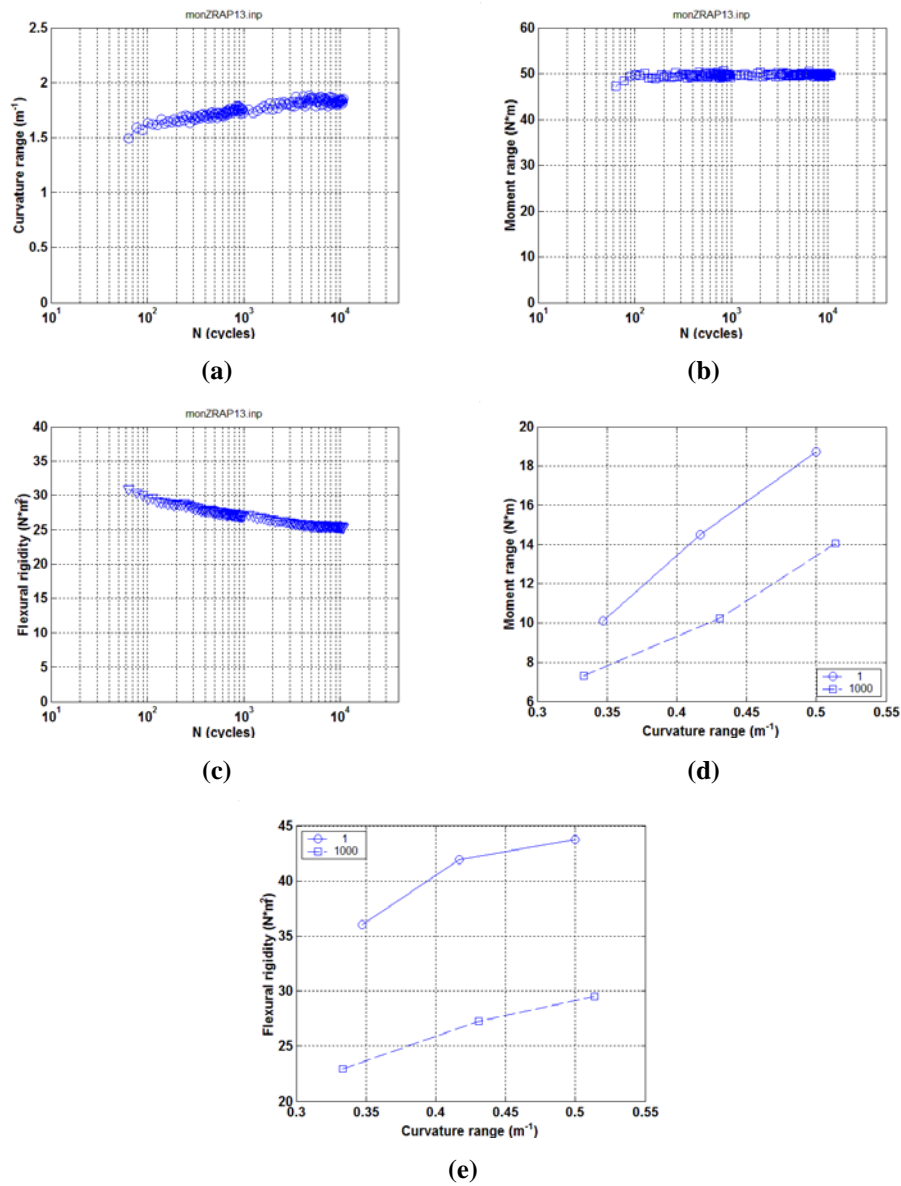 monZRAP13.inp
2.5
2
1.5
1
0.5
0
Curvature range (m⁻¹)
10¹ 10² 10³ 10⁴
N (cycles)
(a)
monZRAP13.inp
60
50
40
30
20
10
0
Moment range (N*m)
10¹ 10² 10³ 10⁴
N (cycles)
(b)
monZRAP13.inp
40
35
30
25
20
15
10
5
0
Flexural rigidity (N*m²)
10¹ 10² 10³ 10⁴
N (cycles)
(c)
20
18
16
14
12
10
8
6
Moment range (N*m)
1
1000
0.3 0.35 0.4 0.45 0.5 0.55
Curvature range (m⁻¹)
(d)
45
40
35
30
25
20
Flexural rigidity (N*m²)
1
1000
0.3 0.35 0.4 0.45 0.5 0.55
Curvature range (m⁻¹)
(e)